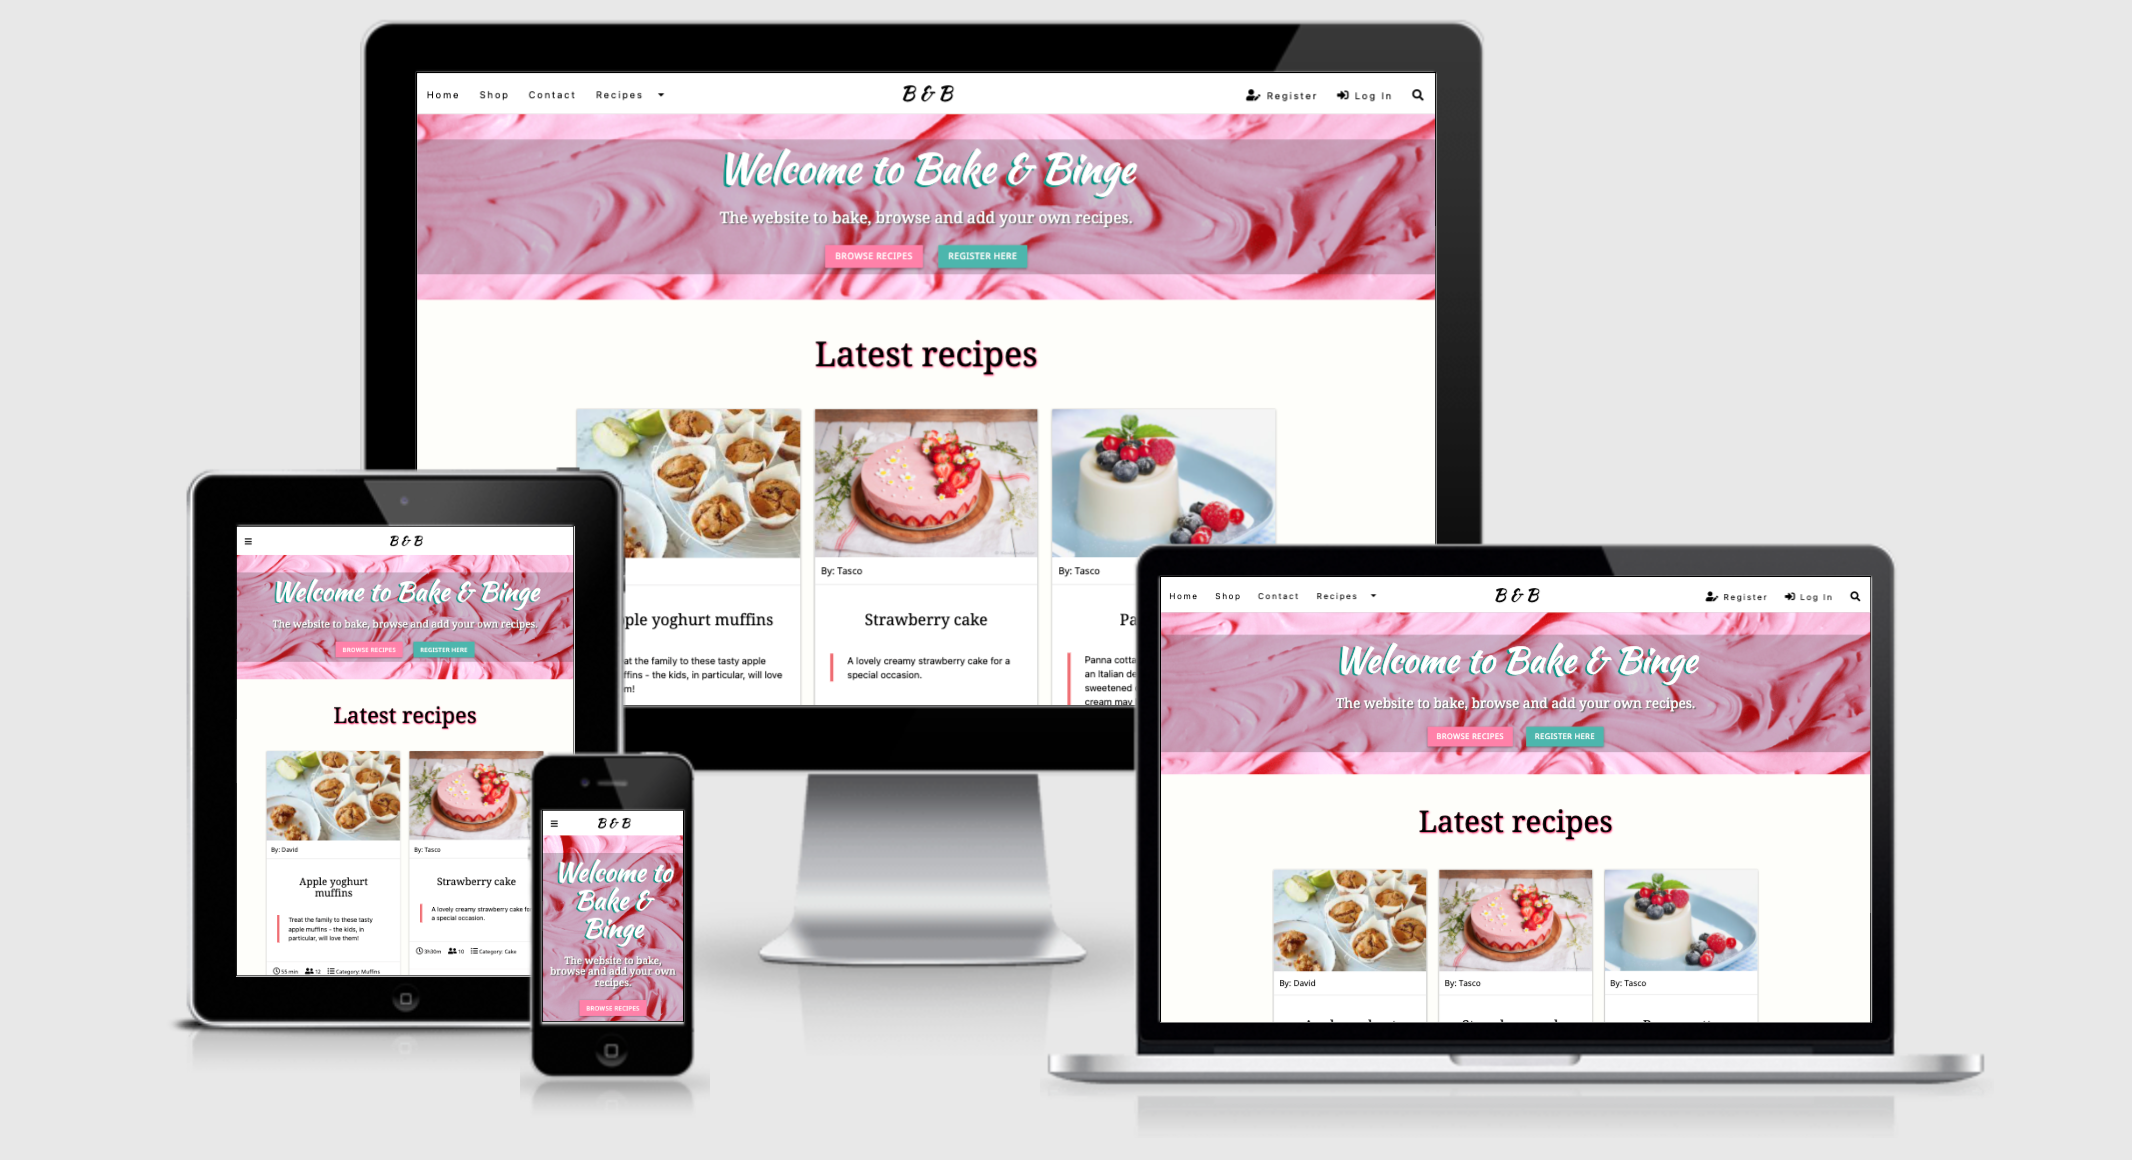 Home Shop Contact Recipes B & B Register Log In
Welcome to Bake & Binge
The website to bake, browse and add your own recipes.
BROWSE RECIPES REGISTER HERE
Latest recipes
By: Tasco By: Tasco
ple yoghurt muffins Strawberry cake Pa
at the family to these tasty apple
ffins - the kids, in particular, will love
m!
A lovely creamy strawberry cake for a
special occasion.
Panna cotta
an Italian de
sweetened
cream may
B & B
Welcome to Bake & Binge
The website to bake, browse and add your own recipes.
BROWSE RECIPES REGISTER HERE
Latest recipes
By: David By: Tasco
Apple yoghurt
muffins
Strawberry cake
Treat the family to these tasty
apple muffins - the kids, in
particular, will love them!
A lovely creamy strawberry cake fo
a special occasion.
55 min 12 Category: Muffins
3h30m 10 Category: Cake
B & B
Welcome to
Bake &
Binge
The website to bake,
browse and add your own
recipes.
BROWSE RECIPES
Home Shop Contact Recipes B & B Register Log In
Welcome to Bake & Binge
The website to bake, browse and add your own recipes.
BROWSE RECIPES REGISTER HERE
Latest recipes
By: David By: Tasco By: Tasco